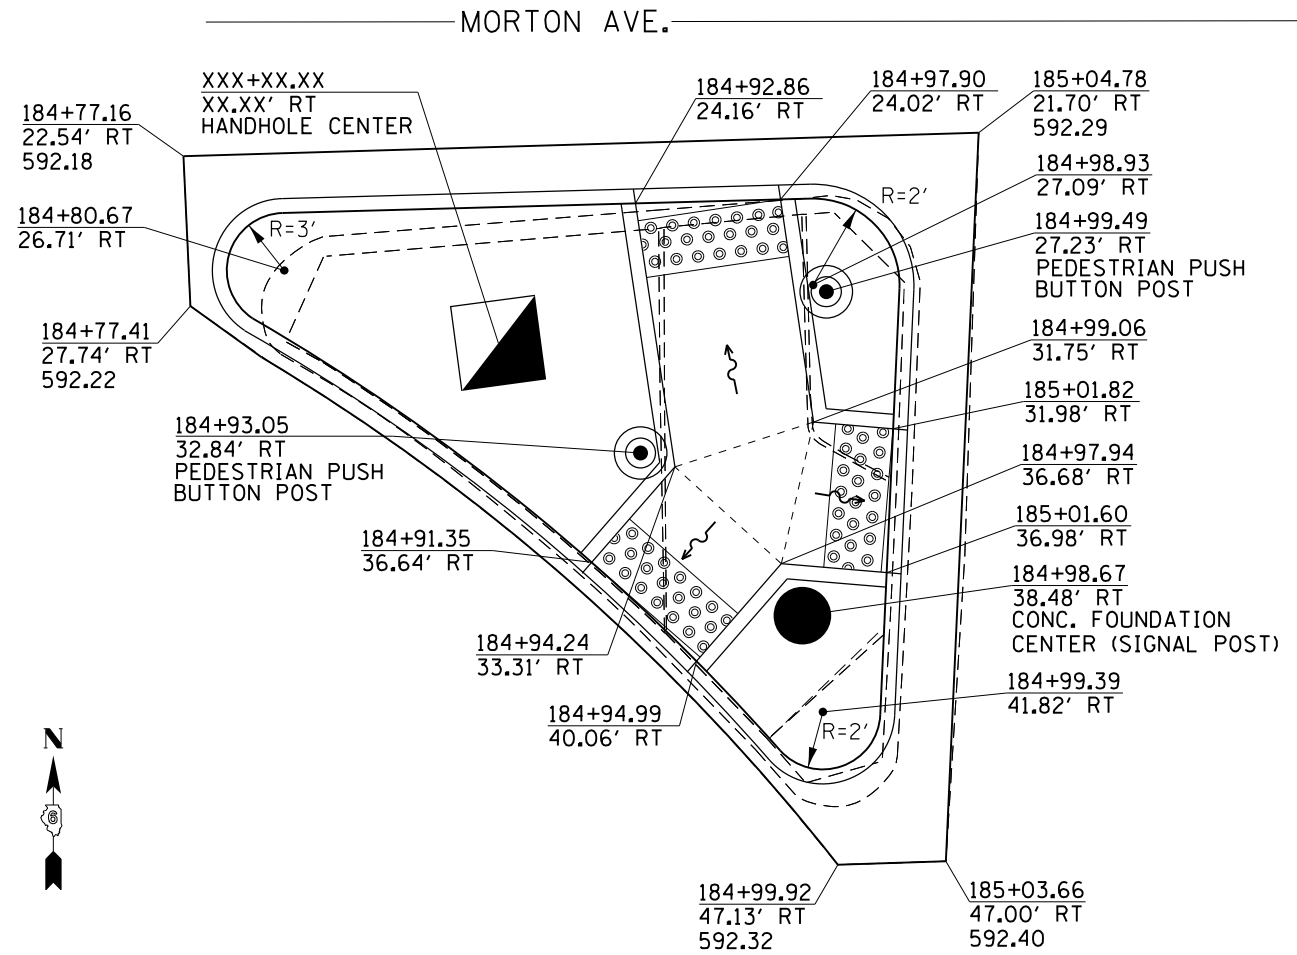 MORTON AVE.
XXX+XX.XX
XX.XX' RT
HANDHOLE CENTER
184+92.86
24.16' RT
184+97.90
24.02' RT
185+04.78
21.70' RT
592.29
184+77.16
22.54' RT
592.18
184+98.93
27.09' RT
184+80.67
26.71' RT
R=3'
R=2'
184+99.49
27.23' RT
PEDESTRIAN PUSH
BUTTON POST
184+77.41
27.74' RT
592.22
184+99.06
31.75' RT
185+01.82
31.98' RT
184+93.05
32.84' RT
PEDESTRIAN PUSH
BUTTON POST
184+97.94
36.68' RT
184+91.35
36.64' RT
185+01.60
36.98' RT
184+98.67
38.48' RT
CONC. FOUNDATION
CENTER (SIGNAL POST)
184+94.24
33.31' RT
184+99.39
41.82' RT
184+94.99
40.06' RT
R=2'
N
6
184+99.92
47.13' RT
592.32
185+03.66
47.00' RT
592.40